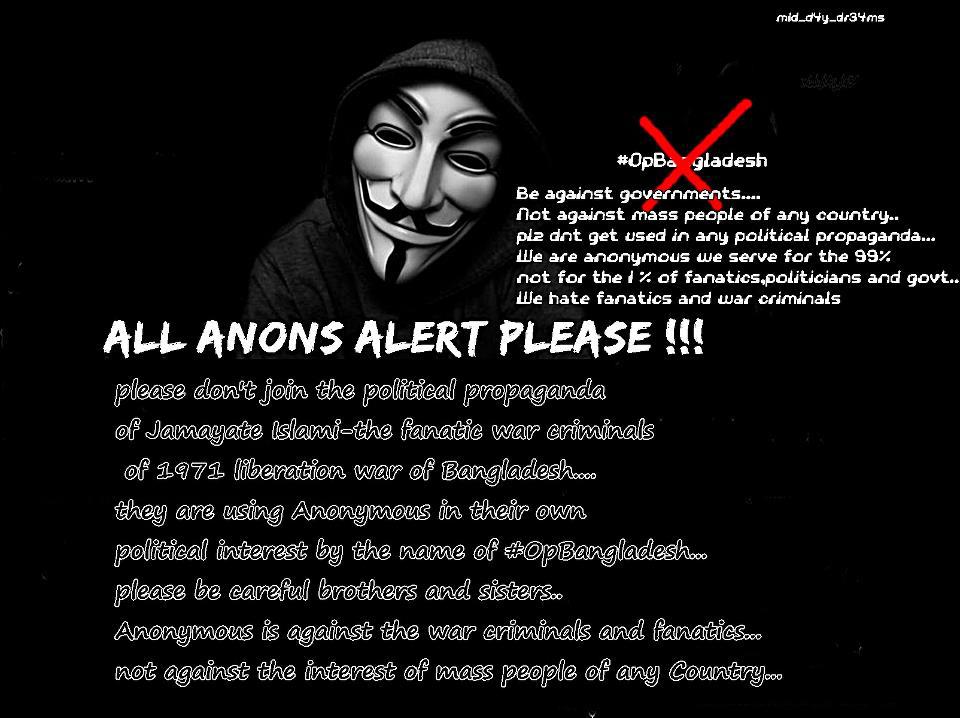 mid_d4y_dr34ms
#OpBangladesh
Be against governments....
Not against mass people of any country..
plz dnt get used in any political propaganda...
We are anonymous we serve for the 99%
not for the 1 % of fanatics,politicians and govt..
We hate fanatics and war criminals
ALL ANONS ALERT PLEASE !!!
please don't join the political propaganda
of Jamayate Islami-the fanatic war criminals
of 1971 liberation war of Bangladesh....
they are using Anonymous in their own
political interest by the name of #OpBangladesh...
please be careful brothers and sisters..
Anonymous is against the war criminals and fanatics...
not against the interest of mass people of any Country...